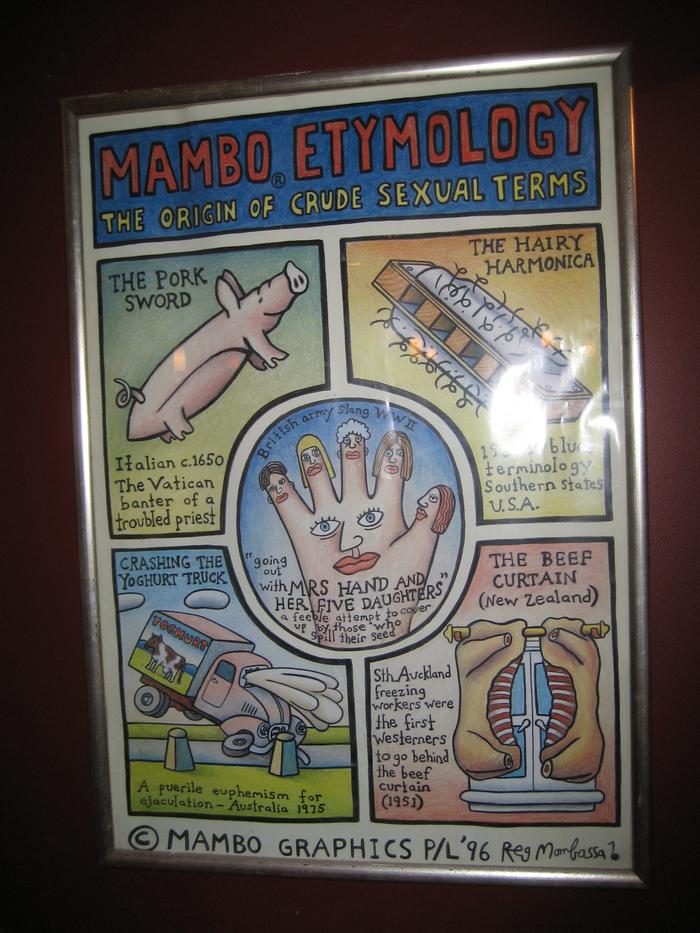 MAMBO® ETYMOLOGY
THE ORIGIN OF CRUDE SEXUAL TERMS
THE PORK
SWORD
Italian c.1650
The Vatican
banter of a
troubled priest
THE HAIRY
HARMONICA
blues
terminology
Southern States
U.S.A.
British army slang WW II
"going
out
with MRS HAND AND
HER FIVE DAUGHTERS"
a feeble attempt to cover
up by those who
spill their seed
CRASHING THE
YOGHURT TRUCK
YOGHURT
A puerile euphemism for
ejaculation - Australia 1975
THE BEEF
CURTAIN
(New Zealand)
Sth. Auckland
freezing
workers were
the first
Westerners
to go behind
the beef
curtain
(1951)
© MAMBO GRAPHICS P/L '96 Reg Mombassa